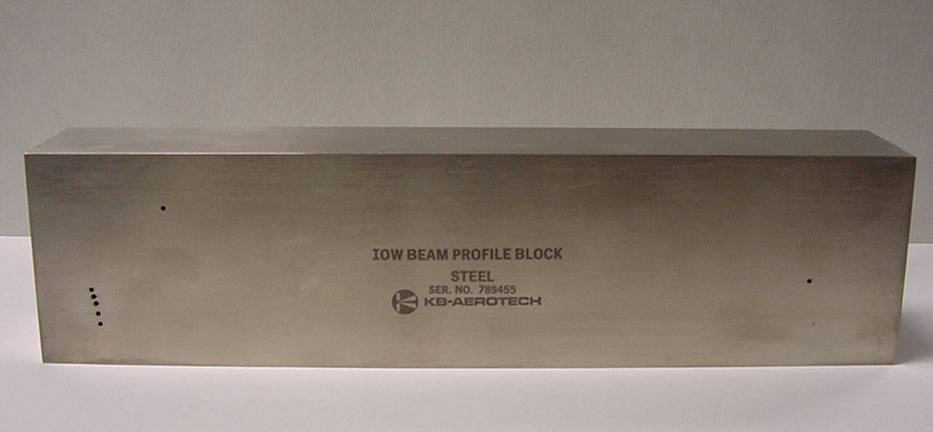 IOW BEAM PROFILE BLOCK
STEEL
SER. NO. 789455
KB-AEROTECH